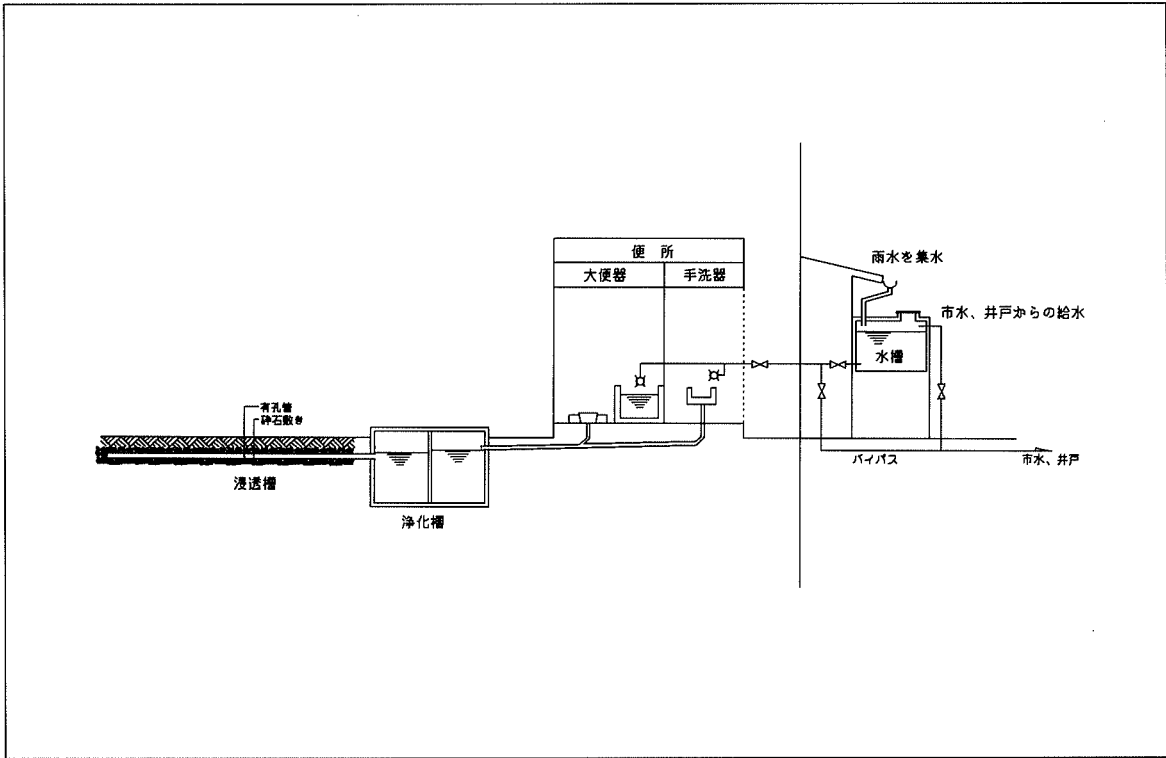 便所
大便器
手洗器
雨水を集水
市水、井戸からの給水
水槽
有孔管
砕石敷き
浸透槽
浄化槽
バイパス
市水、井戸